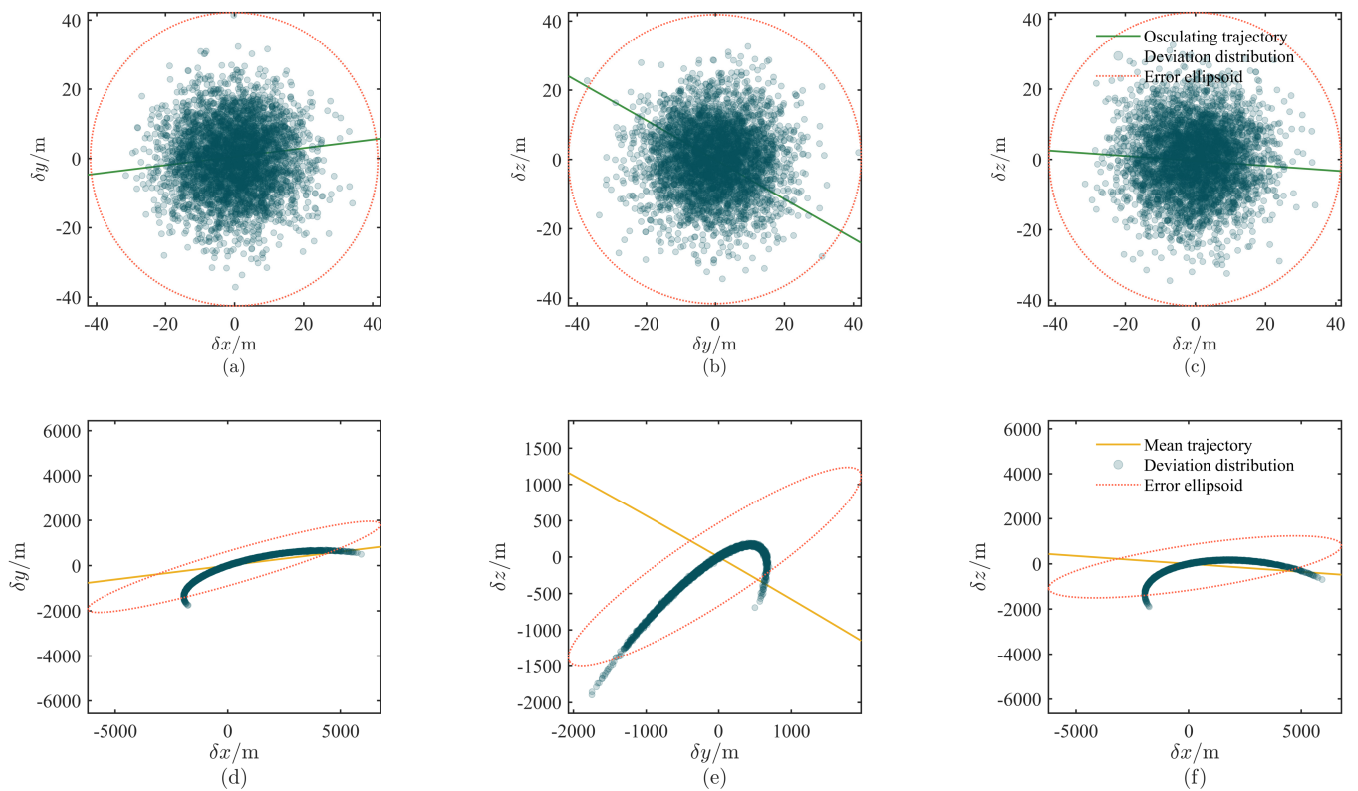 40
20
0
-20
-40
δy/m
-40
-20
0
20
40
δx/m
(a)
40
20
0
-20
-40
δz/m
-40
-20
0
20
40
δy/m
(b)
40
20
0
-20
-40
δz/m
Osculating trajectory
Deviation distribution
Error ellipsoid
-40
-20
0
20
40
δx/m
(c)
6000
4000
2000
0
-2000
-4000
-6000
δy/m
-5000
0
5000
δx/m
(d)
1500
1000
500
0
-500
-1000
-1500
-2000
δz/m
-2000
-1000
0
1000
δy/m
(e)
6000
4000
2000
0
-2000
-4000
-6000
δz/m
Mean trajectory
Deviation distribution
Error ellipsoid
-5000
0
5000
δx/m
(f)